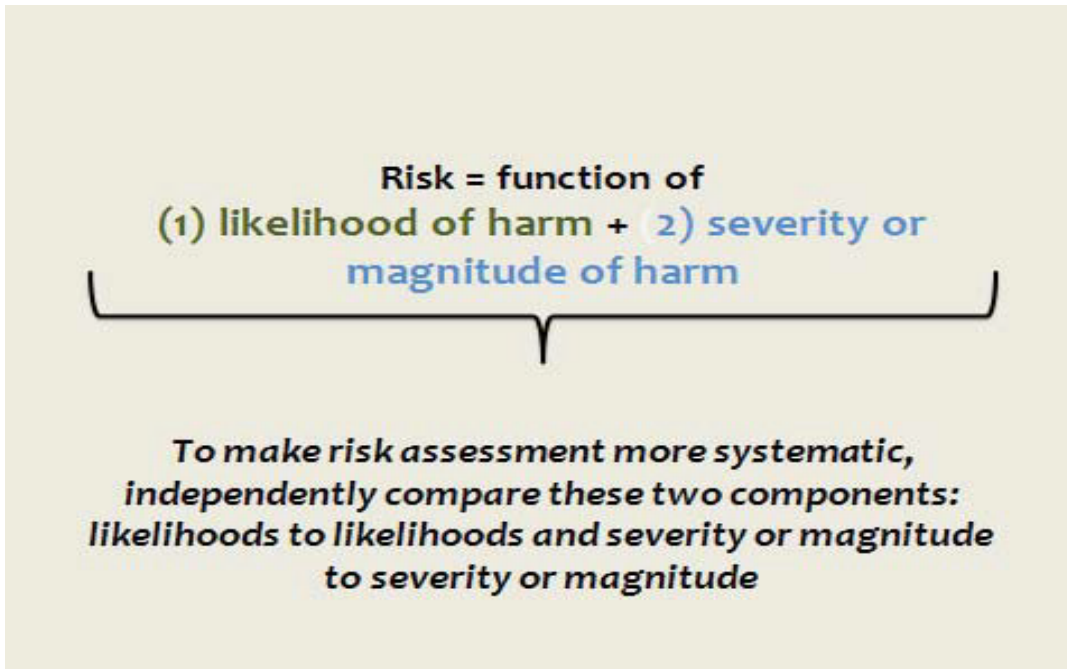 Risk = function of
(1) likelihood of harm + (2) severity or
magnitude of harm
To make risk assessment more systematic,
independently compare these two components:
likelihoods to likelihoods and severity or magnitude
to severity or magnitude